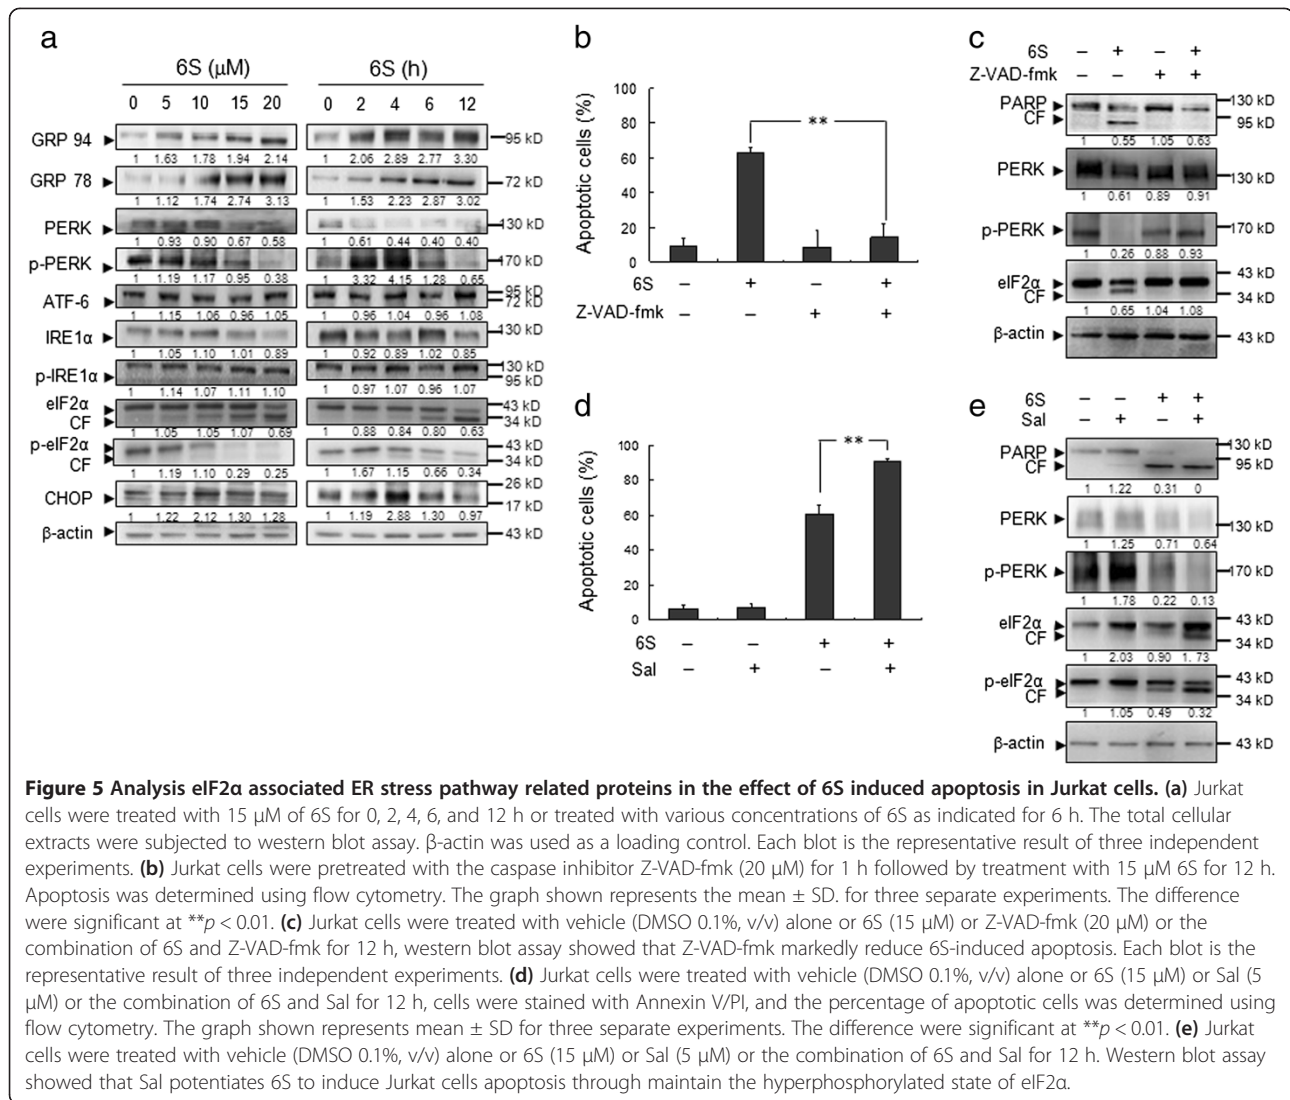 a
6S (μM) 6S (h)
0 5 10 15 20 0 2 4 6 12
GRP 94 95 kD
1 1.63 1.78 1.94 2.14 1 2.06 2.89 2.77 3.30
GRP 78 72 kD
1 1.12 1.74 2.74 3.13 1 1.53 2.23 2.87 3.02
PERK 130 kD
1 0.93 0.90 0.67 0.58 1 0.61 0.44 0.40 0.40
p-PERK 170 kD
1 1.19 1.17 0.95 0.38 1 3.32 4.15 1.28 0.65
ATF-6 95 kD
72 kD
1 1.15 1.06 0.96 1.05 1 0.96 1.04 0.96 1.08
IRE1α 130 kD
1 1.05 1.10 1.01 0.89 1 0.92 0.89 1.02 0.85
p-IRE1α 130 kD
95 kD
1 1.14 1.07 1.11 1.10 1 0.97 1.07 0.96 1.07
eIF2α 43 kD
CF 34 kD
1 1.05 1.05 1.07 0.69 1 0.88 0.84 0.80 0.63
p-eIF2α 43 kD
CF 34 kD
1 1.19 1.10 0.29 0.25 1 1.67 1.15 0.66 0.34
CHOP 26 kD
17 kD
1 1.22 2.12 1.30 1.28 1 1.19 2.88 1.30 0.97
β-actin 43 kD
b
Apoptotic cells (%)
100
80
60
40
20
0
**
6S – + – +
Z-VAD-fmk – – + +
c
6S – + – +
Z-VAD-fmk – – + +
PARP 130 kD
CF 95 kD
1 0.55 1.05 0.63
PERK 130 kD
1 0.61 0.89 0.91
p-PERK 170 kD
1 0.26 0.88 0.93
eIF2α 43 kD
CF 34 kD
1 0.65 1.04 1.08
β-actin 43 kD
d
Apoptotic cells (%)
100
80
60
40
20
0
**
6S – – + +
Sal – + – +
e
6S – – + +
Sal – + – +
PARP 130 kD
CF 95 kD
1 1.22 0.31 0
PERK 130 kD
1 1.25 0.71 0.64
p-PERK 170 kD
1 1.78 0.22 0.13
eIF2α 43 kD
CF 34 kD
1 2.03 0.90 1.73
p-eIF2α 43 kD
CF 34 kD
1 1.05 0.49 0.32
β-actin 43 kD
Figure 5 Analysis eIF2α associated ER stress pathway related proteins in the effect of 6S induced apoptosis in Jurkat cells. (a) Jurkat
cells were treated with 15 μM of 6S for 0, 2, 4, 6, and 12 h or treated with various concentrations of 6S as indicated for 6 h. The total cellular
extracts were subjected to western blot assay. β-actin was used as a loading control. Each blot is the representative result of three independent
experiments. (b) Jurkat cells were pretreated with the caspase inhibitor Z-VAD-fmk (20 μM) for 1 h followed by treatment with 15 μM 6S for 12 h.
Apoptosis was determined using flow cytometry. The graph shown represents the mean ± SD. for three separate experiments. The difference
were significant at **p < 0.01. (c) Jurkat cells were treated with vehicle (DMSO 0.1%, v/v) alone or 6S (15 μM) or Z-VAD-fmk (20 μM) or the
combination of 6S and Z-VAD-fmk for 12 h, western blot assay showed that Z-VAD-fmk markedly reduce 6S-induced apoptosis. Each blot is the
representative result of three independent experiments. (d) Jurkat cells were treated with vehicle (DMSO 0.1%, v/v) alone or 6S (15 μM) or Sal (5
μM) or the combination of 6S and Sal for 12 h, cells were stained with Annexin V/PI, and the percentage of apoptotic cells was determined using
flow cytometry. The graph shown represents mean ± SD for three separate experiments. The difference were significant at **p < 0.01. (e) Jurkat
cells were treated with vehicle (DMSO 0.1%, v/v) alone or 6S (15 μM) or Sal (5 μM) or the combination of 6S and Sal for 12 h. Western blot assay
showed that Sal potentiates 6S to induce Jurkat cells apoptosis through maintain the hyperphosphorylated state of eIF2α.